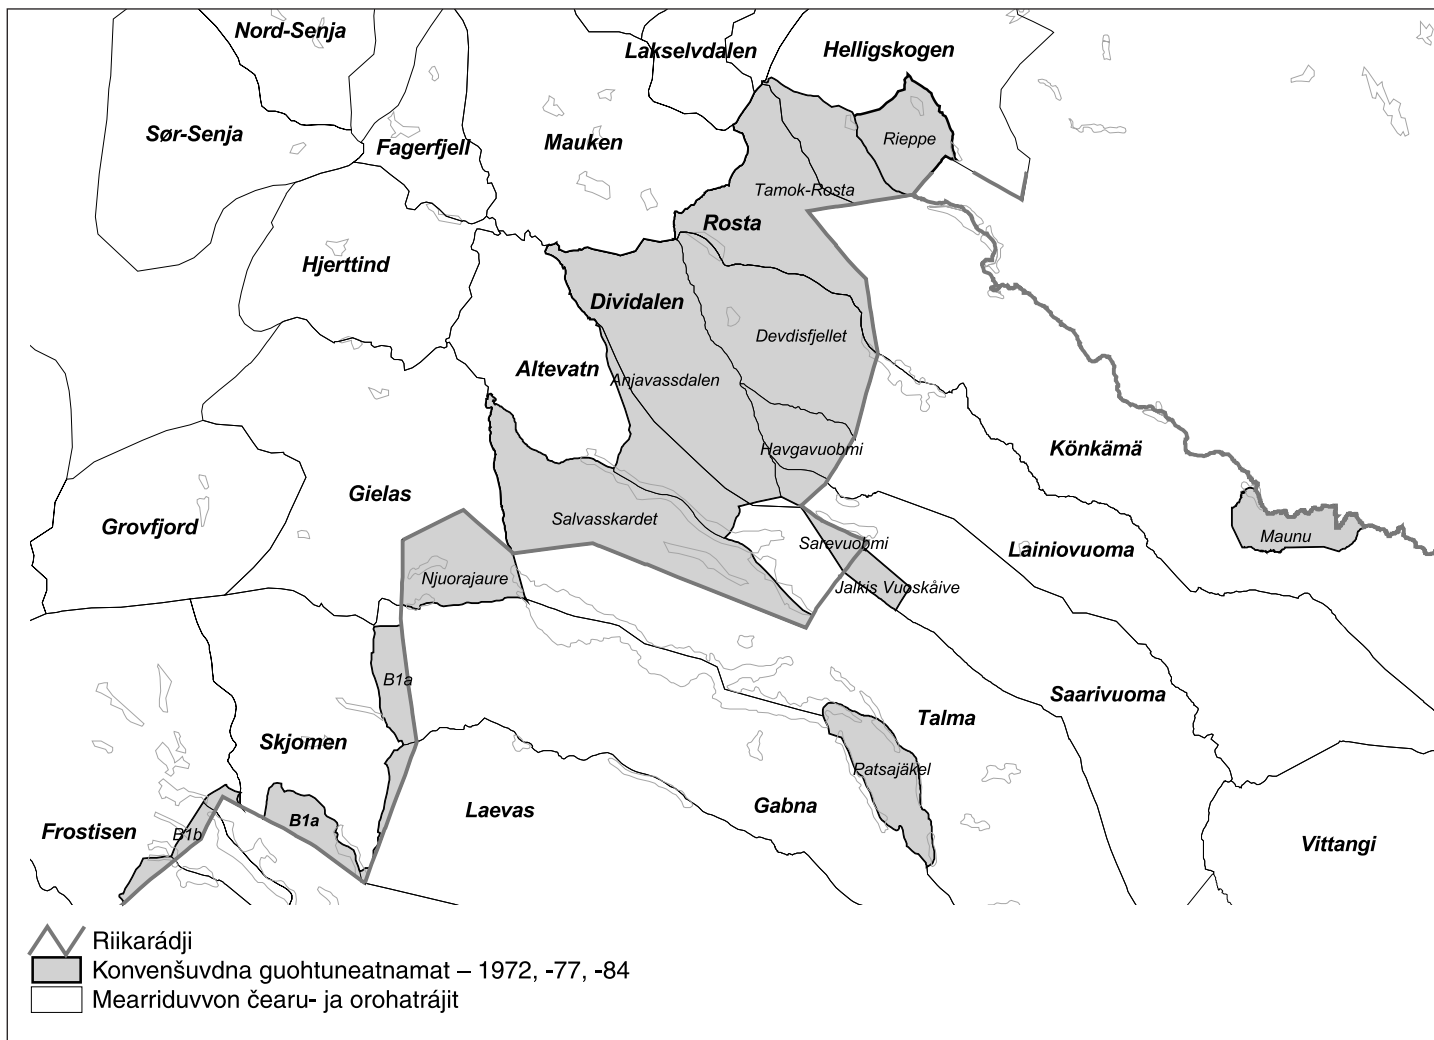 Nord-Senja
Lakselvdalen
Helligskogen
Sør-Senja
Fagerfjell
Mauken
Rieppe
Tamok-Rosta
Rosta
Hjerttind
Dividalen
Devdisfjellet
Altevatn
Anjavassdalen
Havgavuobmi
Könkämä
Gielas
Grovfjord
Salvasskardet
Sarevuobmi
Lainiovuoma
Maunu
Njuorajaure
Jalkis Vuoskåive
B1a
Saarivuoma
Skjomen
Talma
Patsajäkel
Laevas
Gabna
Frostisen
B1b
B1a
Vittangi
Riikarádji
Konvenšuvdna guohtuneatnamat – 1972, -77, -84
Mearriduvvon čearu- ja orohatrájit